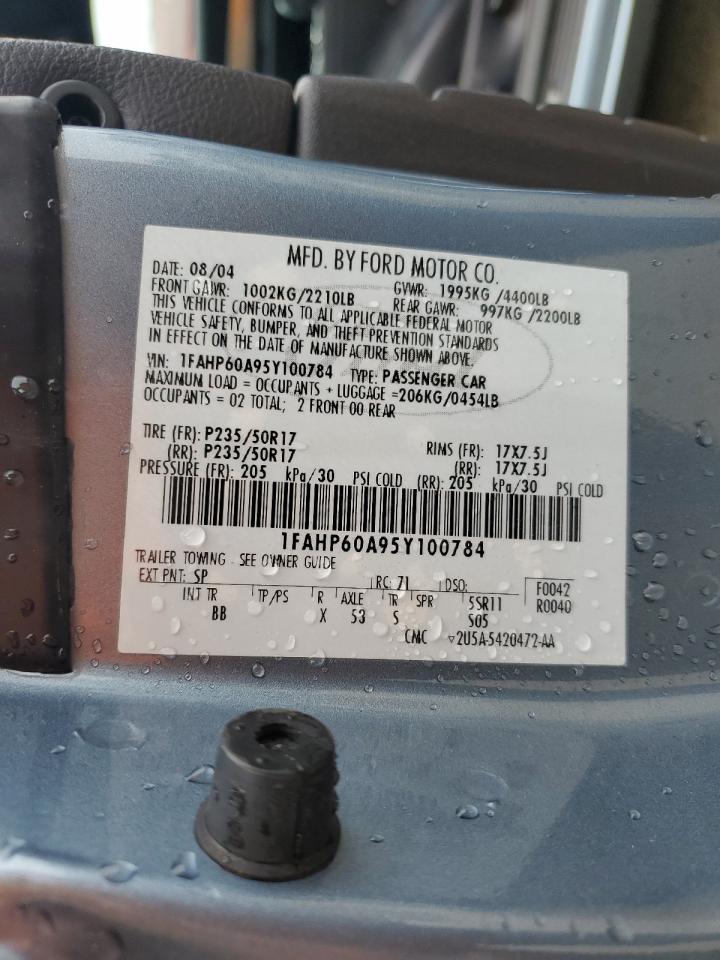 MFD. BY FORD MOTOR CO.
DATE: 08/04
FRONT GAWR: 1002KG/2210LB GVWR: 1995KG /4400LB
REAR GAWR: 997KG /2200LB
THIS VEHICLE CONFORMS TO ALL APPLICABLE FEDERAL MOTOR
VEHICLE SAFETY, BUMPER, AND THEFT PREVENTION STANDARDS
IN EFFECT ON THE DATE OF MANUFACTURE SHOWN ABOVE.
VIN: 1FAHP60A95Y100784 TYPE: PASSENGER CAR
MAXIMUM LOAD = OCCUPANTS + LUGGAGE =206KG/0454LB
OCCUPANTS = 02 TOTAL; 2 FRONT 00 REAR
TIRE (FR): P235/50R17 RIMS (FR): 17X7.5J
(RR): P235/50R17 (RR): 17X7.5J
PRESSURE (FR): 205 kPa/30 PSI COLD (RR): 205 kPa/30 PSI COLD
1FAHP60A95Y100784
TRAILER TOWING - SEE OWNER GUIDE
EXT PNT: SP RC: 71 DSO: F0042
R0040
INT TR TP/PS R AXLE TR SPR 5SR11
BB X 53 S S05
CMC ▽2U5A-5420472-AA